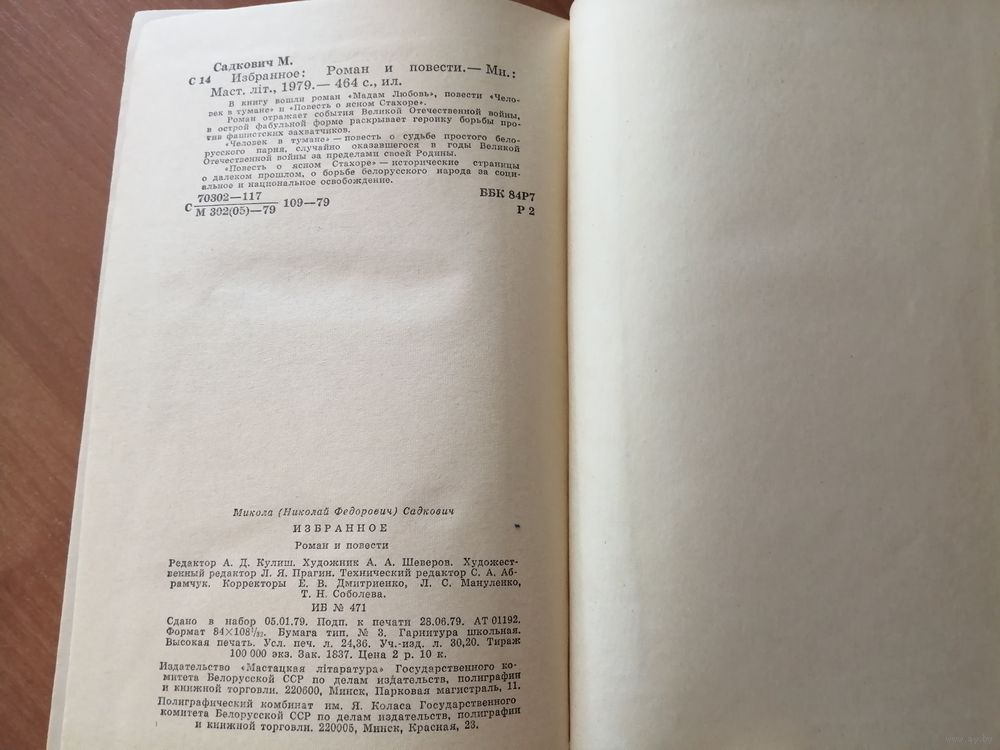 Садкович М.
С 14 Избранное: Роман и повести.— Мн.:
Маст. літ., 1979.— 464 с., ил.
В книгу вошли роман «Мадам Любовь», повести «Чело-
век в тумане» и «Повесть о ясном Стахоре».
Роман отражает события Великой Отечественной войны,
в острой фабульной форме раскрывает героику борьбы про-
тив фашистских захватчиков.
«Человек в тумане» — повесть о судьбе простого бело-
русского парня, случайно оказавшегося в годы Великой
Отечественной войны за пределами своей Родины.
«Повесть о ясном Стахоре» — исторические страницы
о далеком прошлом, о борьбе белорусского народа за соци-
альное и национальное освобождение.
С 70302—117
М 302(05)—79 109—79
ББК 84Р7
Р 2
Микола (Николай Федорович) Садкович
ИЗБРАННОЕ
Роман и повести
Редактор А. Д. Кулиш. Художник А. А. Шеверов. Художест-
венный редактор Л. Я. Прагин. Технический редактор С. А. Аб-
рамчук. Корректоры Е. В. Дмитриенко, Л. С. Мануленко,
Т. Н. Соболева.
ИБ № 471
Сдано в набор 05.01.79. Подп. к печати 28.06.79. АТ 01192.
Формат 84×108¹/₃₂. Бумага тип. № 3. Гарнитура школьная.
Высокая печать. Усл. печ. л. 24,36. Уч.-изд. л. 30,20. Тираж
100 000 экз. Зак. 1837. Цена 2 р. 10 к.
Издательство «Мастацкая літаратура» Государственного ко-
митета Белорусской ССР по делам издательств, полиграфии
и книжной торговли. 220600, Минск, Парковая магистраль, 11.
Полиграфический комбинат им. Я. Коласа Государственного
комитета Белорусской ССР по делам издательств, полиграфии
и книжной торговли. 220005, Минск, Красная, 23.